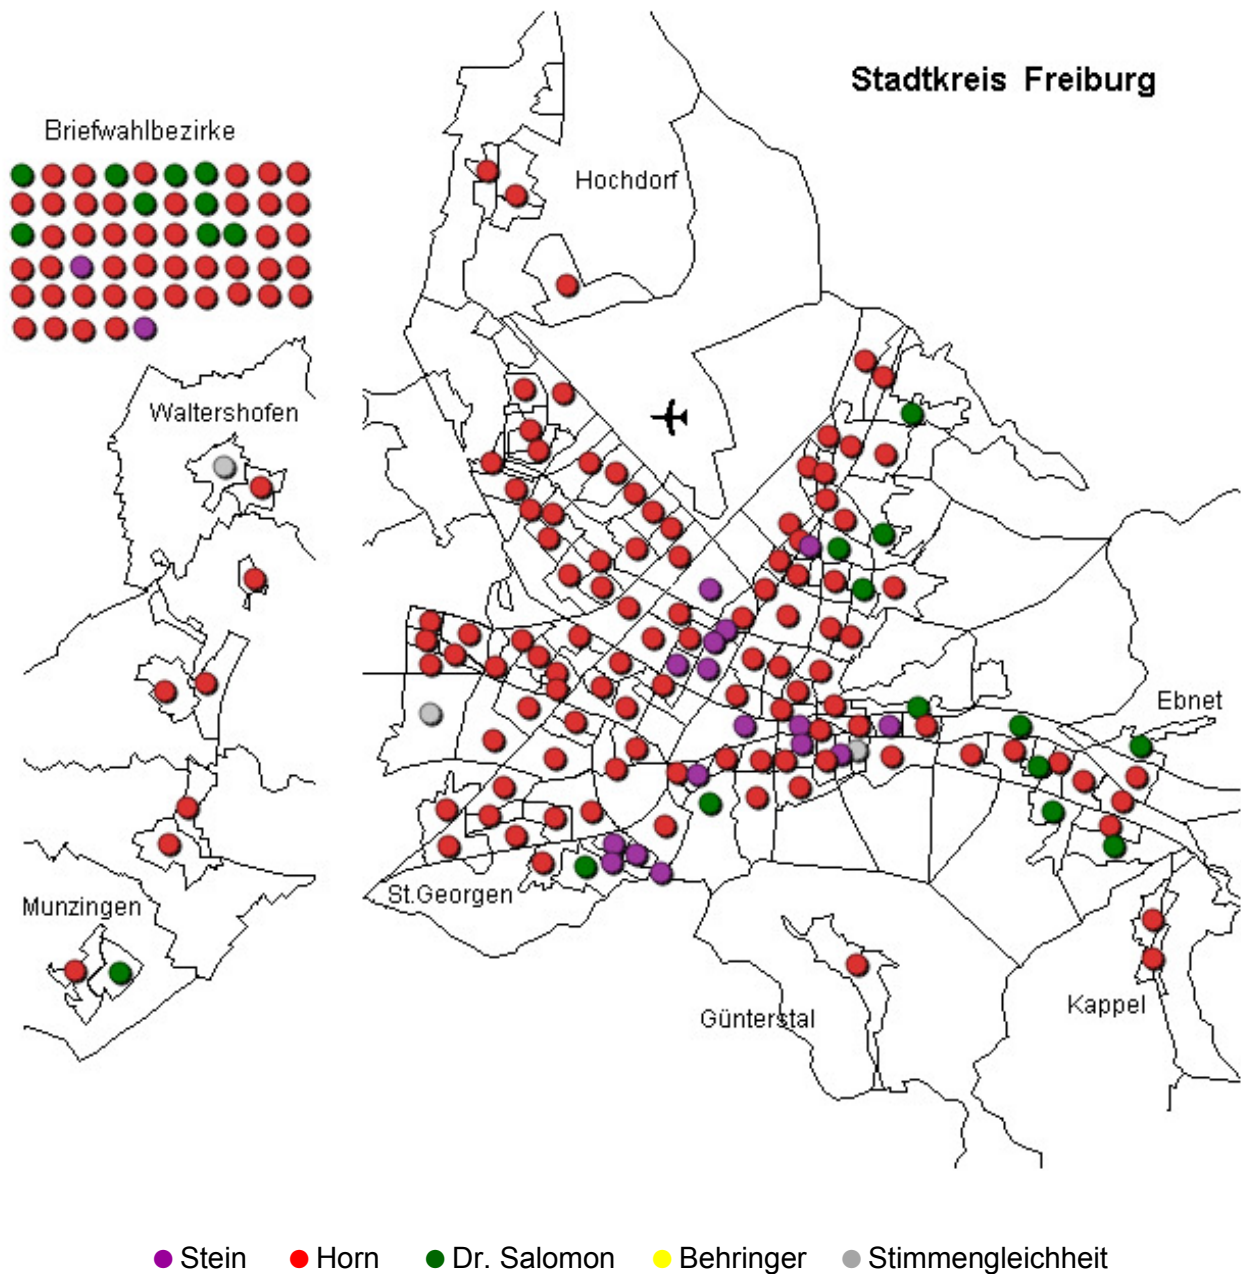 Stadtkreis Freiburg
Briefwahlbezirke
Hochdorf
Waltershofen
Ebnet
St.Georgen
Munzingen
Kappel
Günterstal
Stein Horn Dr. Salomon Behringer Stimmengleichheit